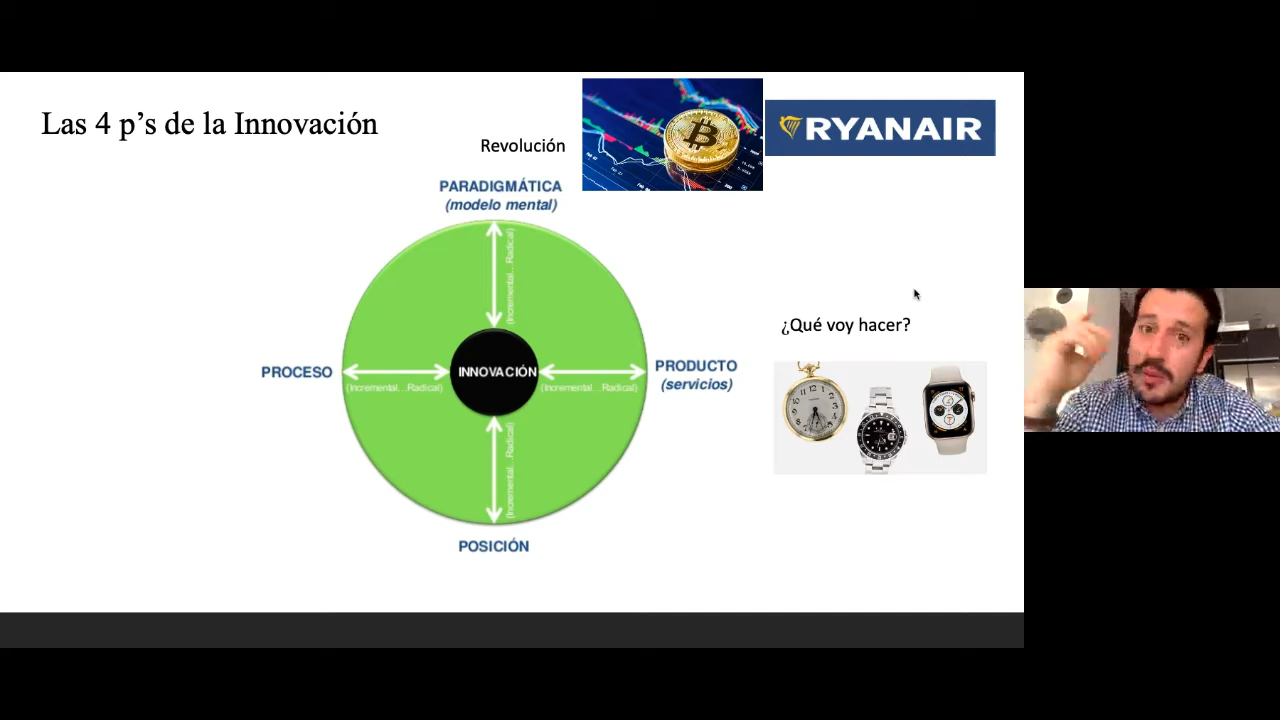 Las 4 p’s de la Innovación
Revolución
RYANAIR
PARADIGMÁTICA
(modelo mental)
(Incremental...Radical)
¿Qué voy hacer?
PROCESO
INNOVACIÓN
PRODUCTO
(servicios)
(Incremental...Radical)
(Incremental...Radical)
(Incremental...Radical)
POSICIÓN